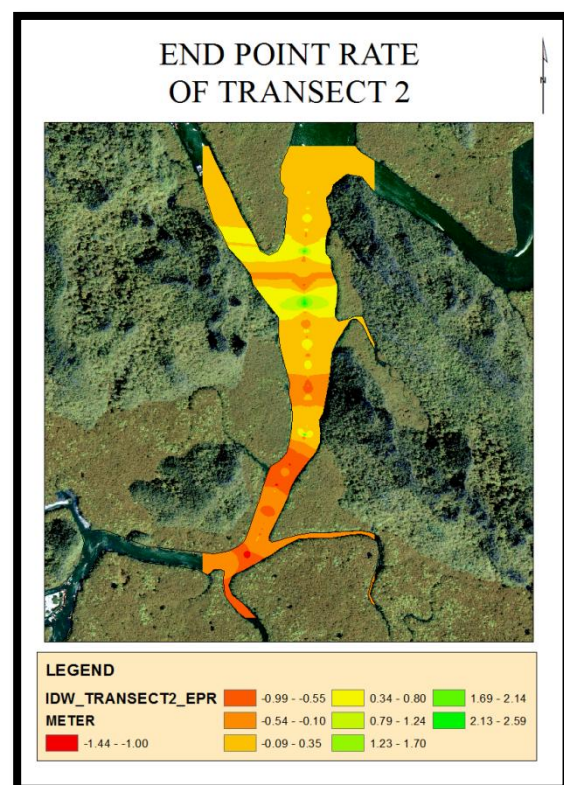 END POINT RATE
OF TRANSECT 2
N
LEGEND
IDW_TRANSECT2_EPR
METER
-1.44 - -1.00
-0.99 - -0.55
-0.54 - -0.10
-0.09 - 0.35
0.34 - 0.80
0.79 - 1.24
1.23 - 1.70
1.69 - 2.14
2.13 - 2.59